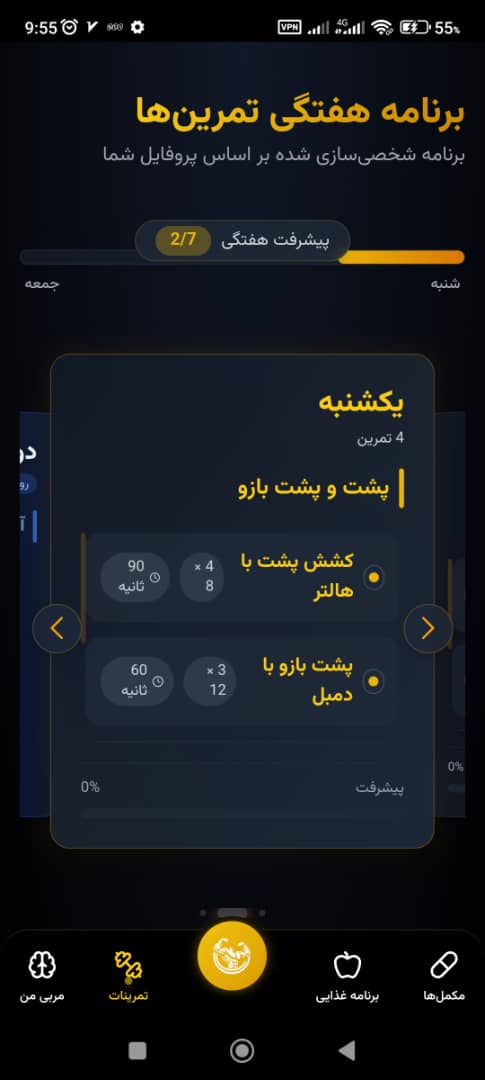 9:55
VPN
4G
55%
برنامه هفتگی تمرین‌ها
برنامه شخصی‌سازی شده بر اساس پروفایل شما
پیشرفت هفتگی 2/7
شنبه
جمعه
یکشنبه
4 تمرین
پشت و پشت بازو
کشش پشت با
هالتر
4 ×
8
90
ثانیه
پشت بازو با
دمبل
3 ×
12
60
ثانیه
پیشرفت
0%
0%
مکمل‌ها
برنامه غذایی
تمرینات
مربی من